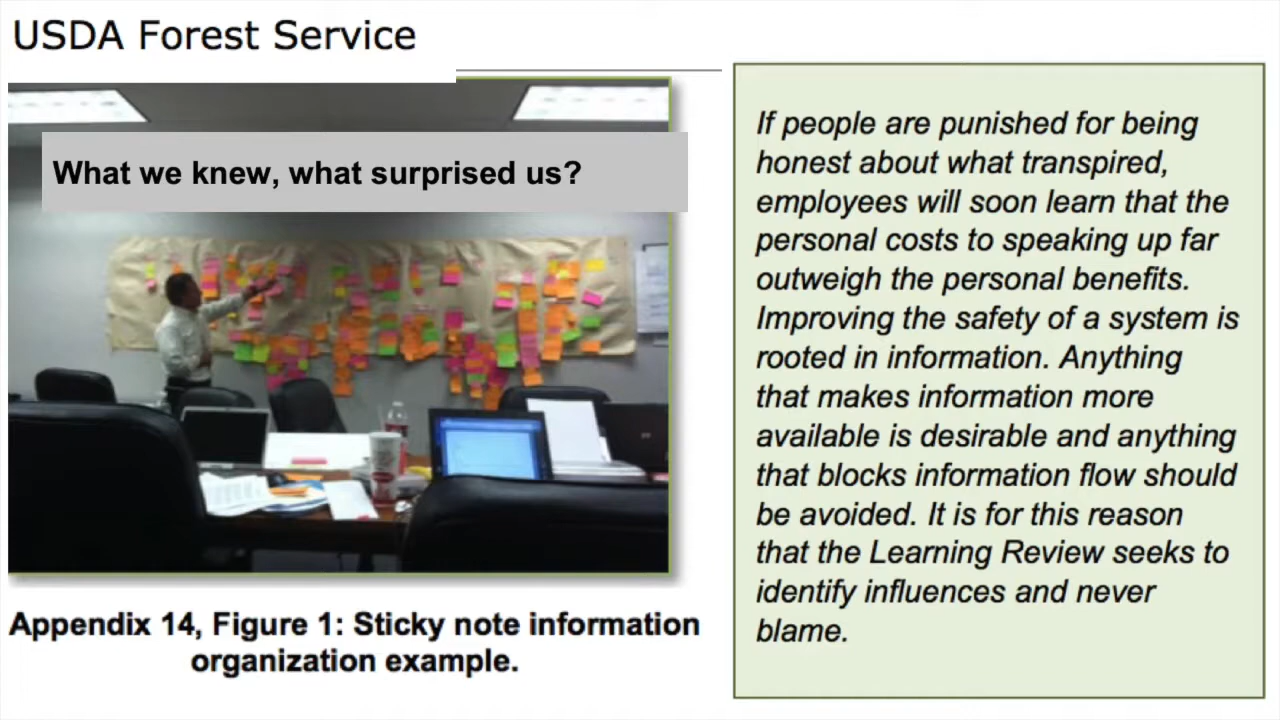 USDA Forest Service
What we knew, what surprised us?
Appendix 14, Figure 1: Sticky note information
organization example.
If people are punished for being
honest about what transpired,
employees will soon learn that the
personal costs to speaking up far
outweigh the personal benefits.
Improving the safety of a system is
rooted in information. Anything
that makes information more
available is desirable and anything
that blocks information flow should
be avoided. It is for this reason
that the Learning Review seeks to
identify influences and never
blame.